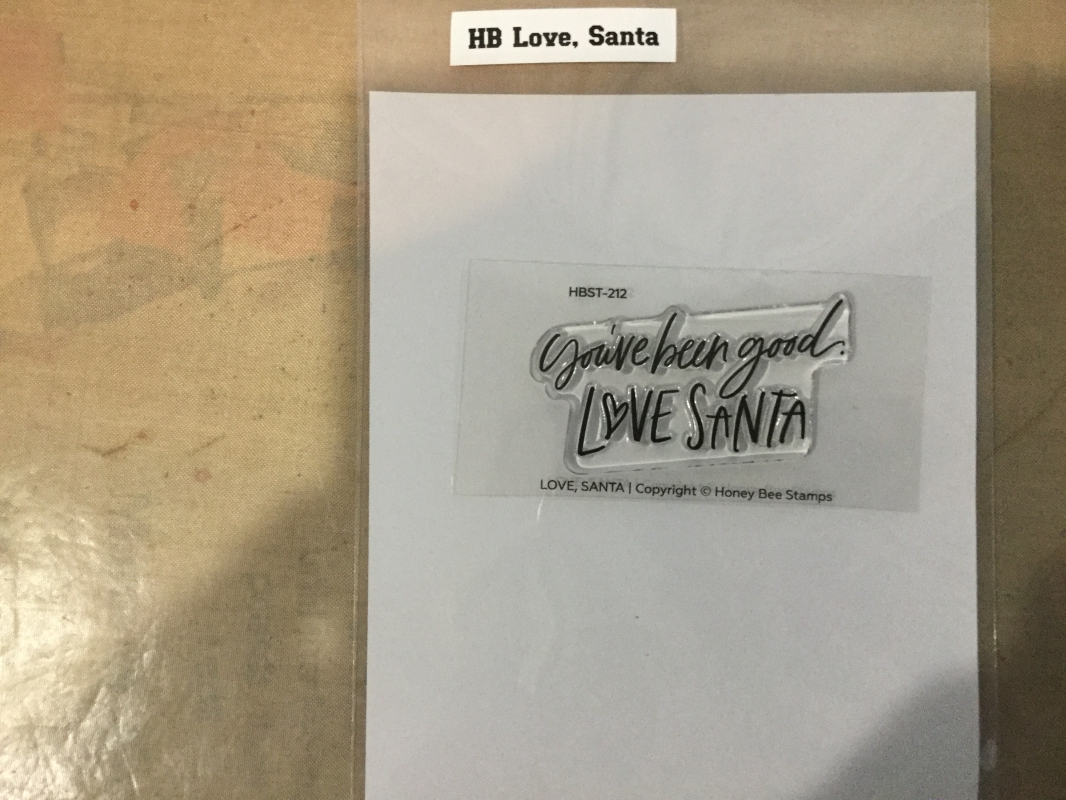 HB Love, Santa
HBST-212
you've been good.
LOVE SANTA
LOVE, SANTA | Copyright © Honey Bee Stamps